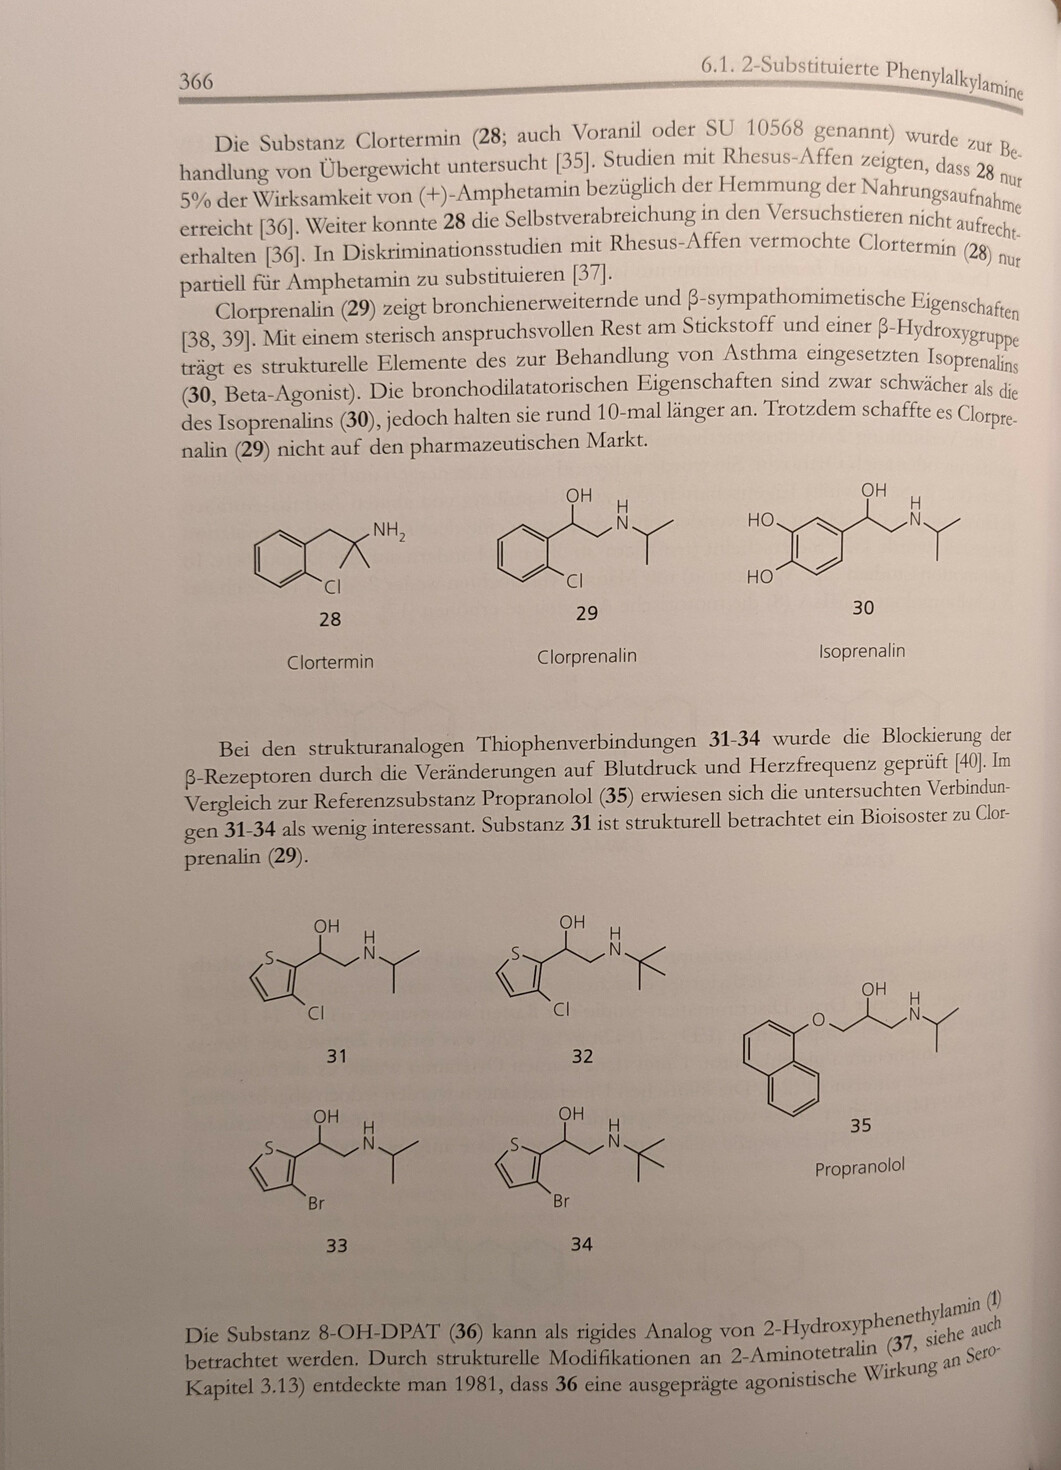 366
6.1. 2-Substituierte Phenylalkylamine
Die Substanz Clortermin (28; auch Voranil oder SU 10568 genannt) wurde zur Be-
handlung von Übergewicht untersucht [35]. Studien mit Rhesus-Affen zeigten, dass 28 nur
5% der Wirksamkeit von (+)-Amphetamin bezüglich der Hemmung der Nahrungsaufnahme
erreicht [36]. Weiter konnte 28 die Selbstverabreichung in den Versuchstieren nicht aufrecht-
erhalten [36]. In Diskriminationsstudien mit Rhesus-Affen vermochte Clortermin (28) nur
partiell für Amphetamin zu substituieren [37].
Clorprenalin (29) zeigt bronchienerweiternde und β-sympathomimetische Eigenschaften
[38, 39]. Mit einem sterisch anspruchsvollen Rest am Stickstoff und einer β-Hydroxygruppe
trägt es strukturelle Elemente des zur Behandlung von Asthma eingesetzten Isoprenalins
(30, Beta-Agonist). Die bronchodilatatorischen Eigenschaften sind zwar schwächer als die
des Isoprenalins (30), jedoch halten sie rund 10-mal länger an. Trotzdem schaffte es Clorpre-
nalin (29) nicht auf den pharmazeutischen Markt.
NH2
Cl
28
Clortermin
OH
H
N
Cl
29
Clorprenalin
OH
H
N
HO
HO
30
Isoprenalin
Bei den strukturanalogen Thiophenverbindungen 31-34 wurde die Blockierung der
β-Rezeptoren durch die Veränderungen auf Blutdruck und Herzfrequenz geprüft [40]. Im
Vergleich zur Referenzsubstanz Propranolol (35) erwiesen sich die untersuchten Verbindun-
gen 31-34 als wenig interessant. Substanz 31 ist strukturell betrachtet ein Bioisoster zu Clor-
prenalin (29).
OH
H
N
S
Cl
31
OH
H
N
S
Cl
32
OH
H
N
S
Br
33
OH
H
N
S
Br
34
OH
H
N
O
35
Propranolol
Die Substanz 8-OH-DPAT (36) kann als rigides Analog von 2-Hydroxyphenethylamin (1)
betrachtet werden. Durch strukturelle Modifikationen an 2-Aminotetralin (37, siehe auch
Kapitel 3.13) entdeckte man 1981, dass 36 eine ausgeprägte agonistische Wirkung an Sero-